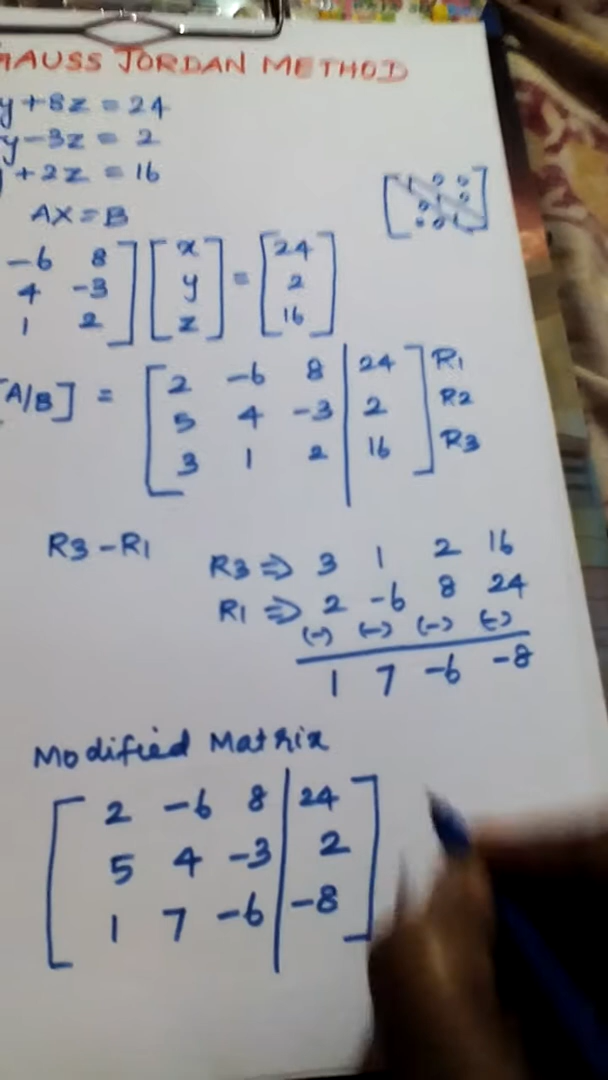 GAUSS JORDAN METHOD
y + 8z = 24
y - 3z = 2
+ 2z = 16
AX = B
-6 8 x 24
4 -3 y = 2
1 2 z 16
[A/B] = 2 -6 8 24 R1
5 4 -3 2 R2
3 1 2 16 R3
R3 - R1
R3 ⇒ 3 1 2 16
R1 ⇒ 2 -6 8 24
(-) (-) (-) (-)
1 7 -6 -8
Modified Matrix
2 -6 8 24
5 4 -3 2
1 7 -6 -8